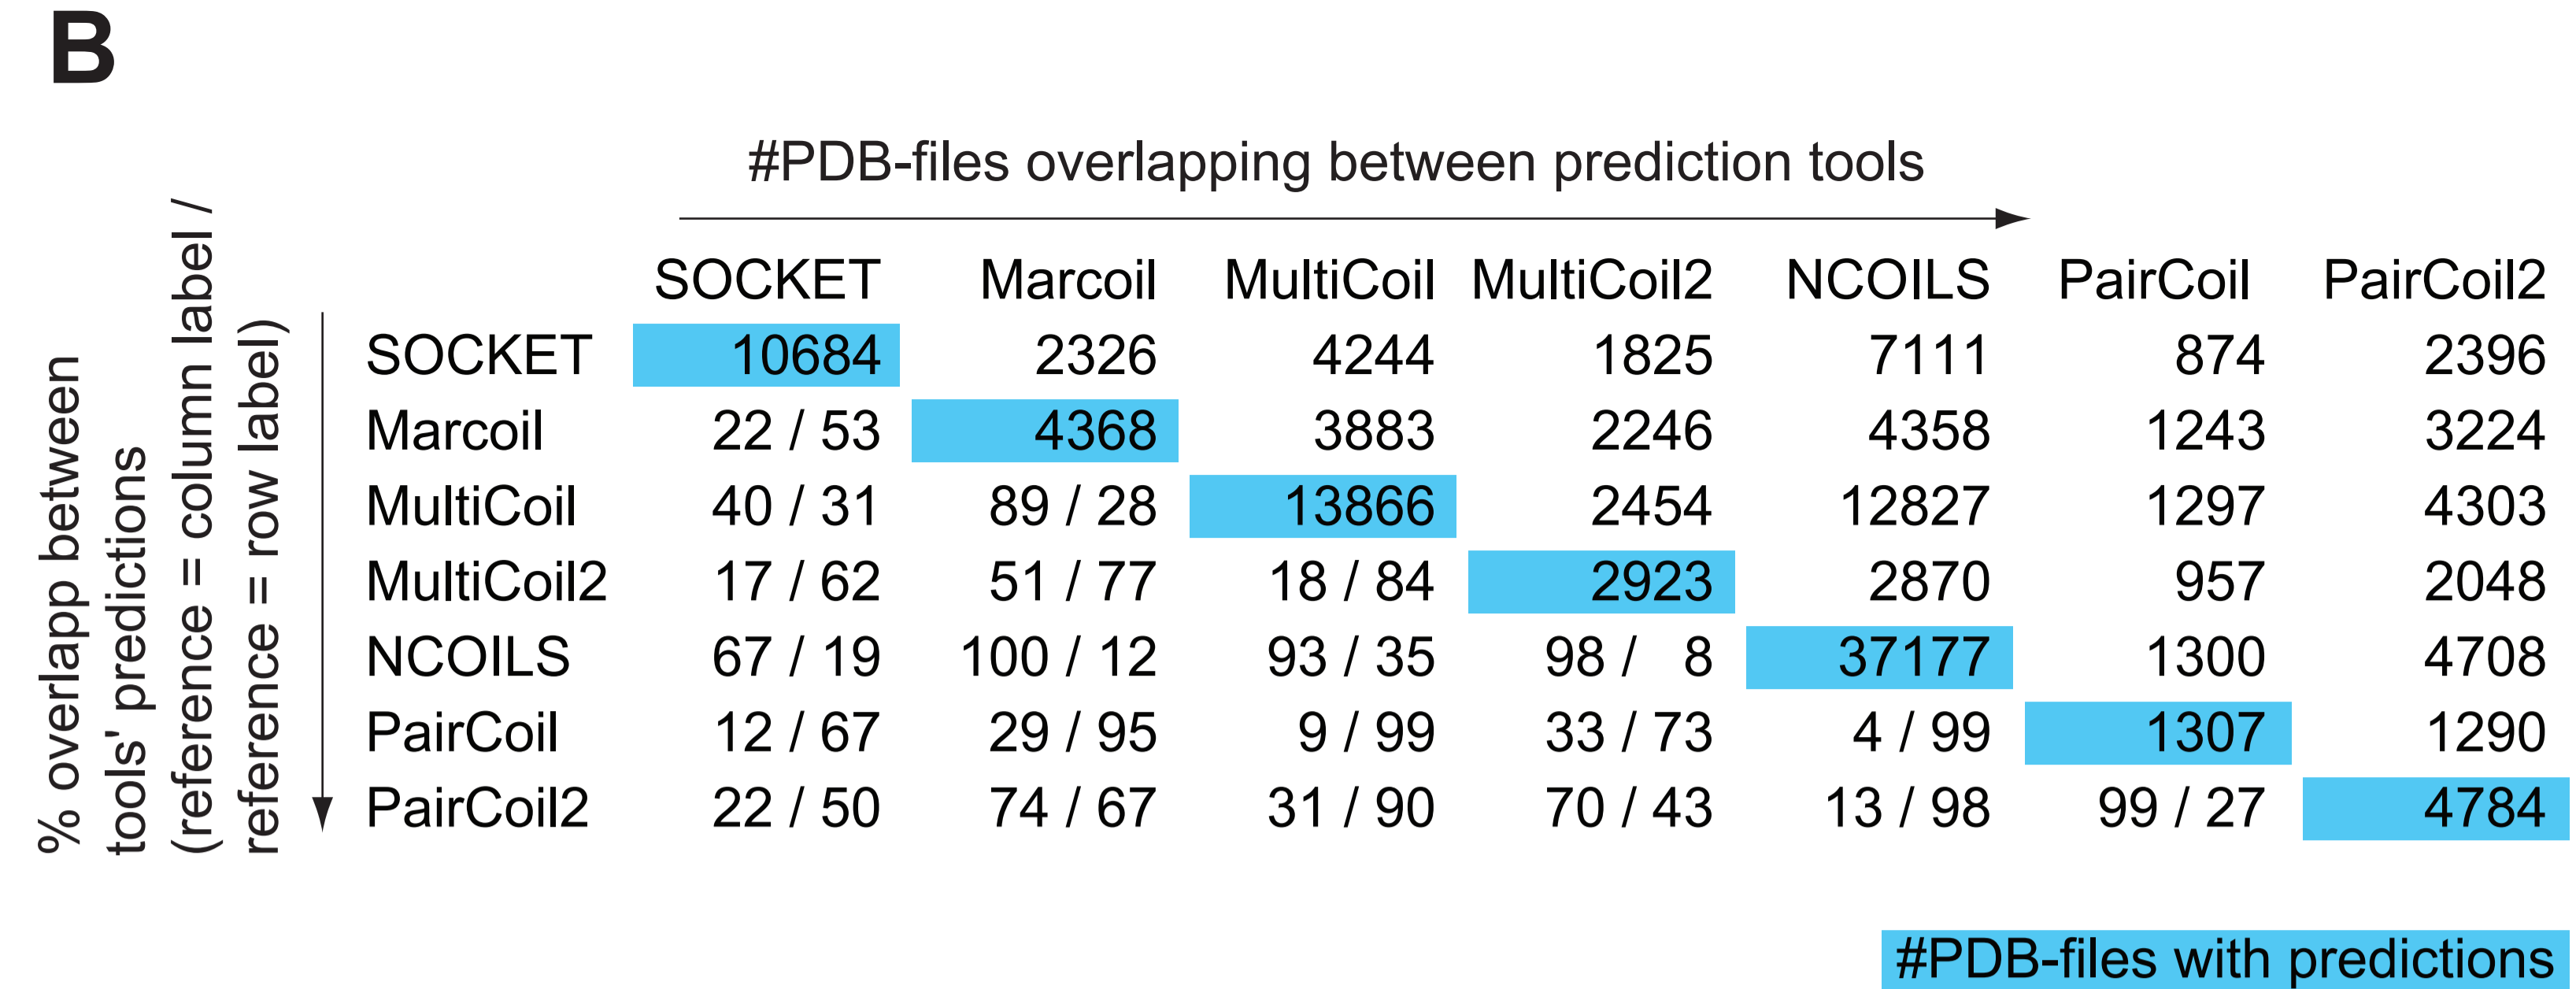 B
#PDB-files overlapping between prediction tools
% overlapp between
tools' predictions
(reference = column label /
reference = row label)
SOCKET Marcoil MultiCoil MultiCoil2 NCOILS PairCoil PairCoil2
SOCKET 10684 2326 4244 1825 7111 874 2396
Marcoil 22 / 53 4368 3883 2246 4358 1243 3224
MultiCoil 40 / 31 89 / 28 13866 2454 12827 1297 4303
MultiCoil2 17 / 62 51 / 77 18 / 84 2923 2870 957 2048
NCOILS 67 / 19 100 / 12 93 / 35 98 / 8 37177 1300 4708
PairCoil 12 / 67 29 / 95 9 / 99 33 / 73 4 / 99 1307 1290
PairCoil2 22 / 50 74 / 67 31 / 90 70 / 43 13 / 98 99 / 27 4784
#PDB-files with predictions